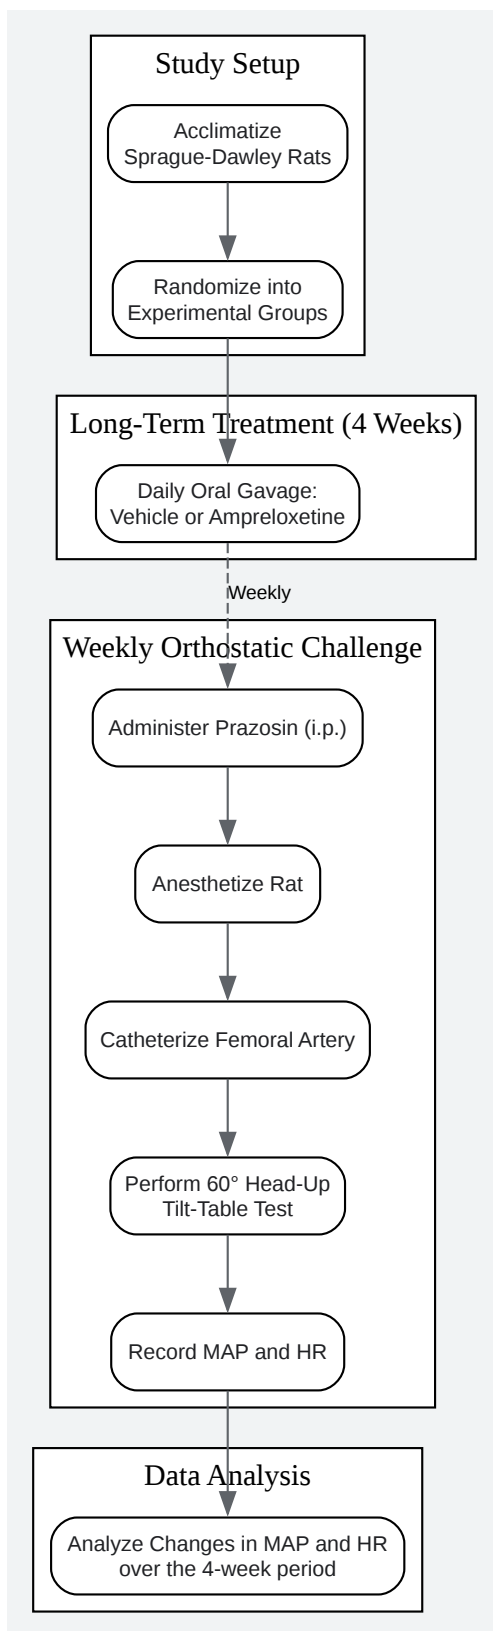 Study Setup
Acclimatize
Sprague-Dawley Rats
Randomize into
Experimental Groups
Long-Term Treatment (4 Weeks)
Daily Oral Gavage:
Vehicle or Ampreloxetine
Weekly
Weekly Orthostatic Challenge
Administer Prazosin (i.p.)
Anesthetize Rat
Catheterize Femoral Artery
Perform 60° Head-Up
Tilt-Table Test
Record MAP and HR
Data Analysis
Analyze Changes in MAP and HR
over the 4-week period